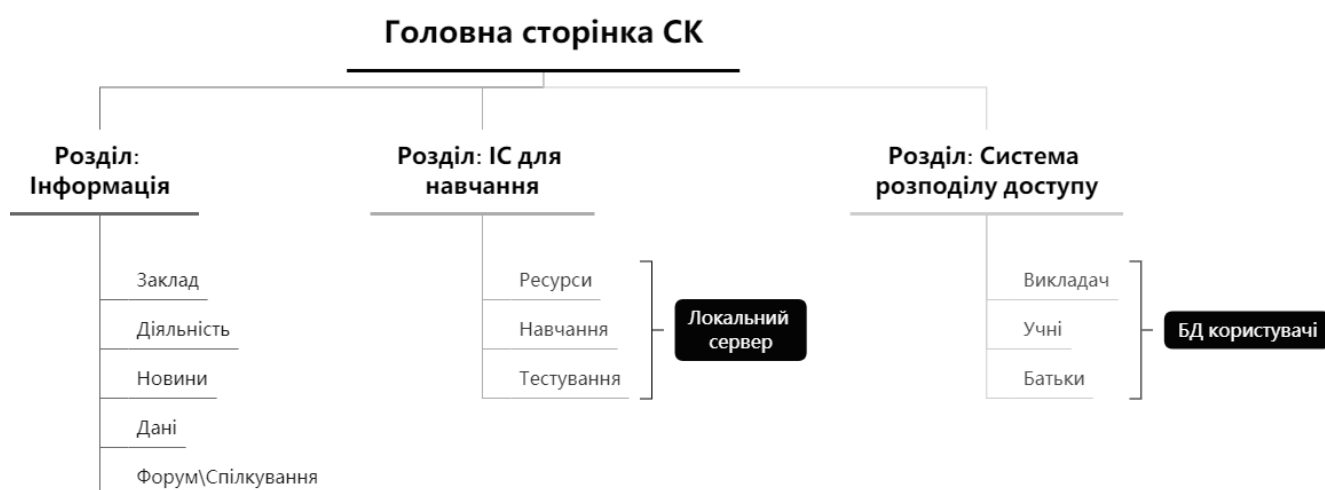 Головна сторінка СК
Розділ:
Інформація
Заклад
Діяльність
Новини
Дані
Форум\Спілкування
Розділ: ІС для
навчання
Ресурси
Навчання
Тестування
Локальний
сервер
Розділ: Система
розподілу доступу
Викладач
Учні
Батьки
БД користувачі